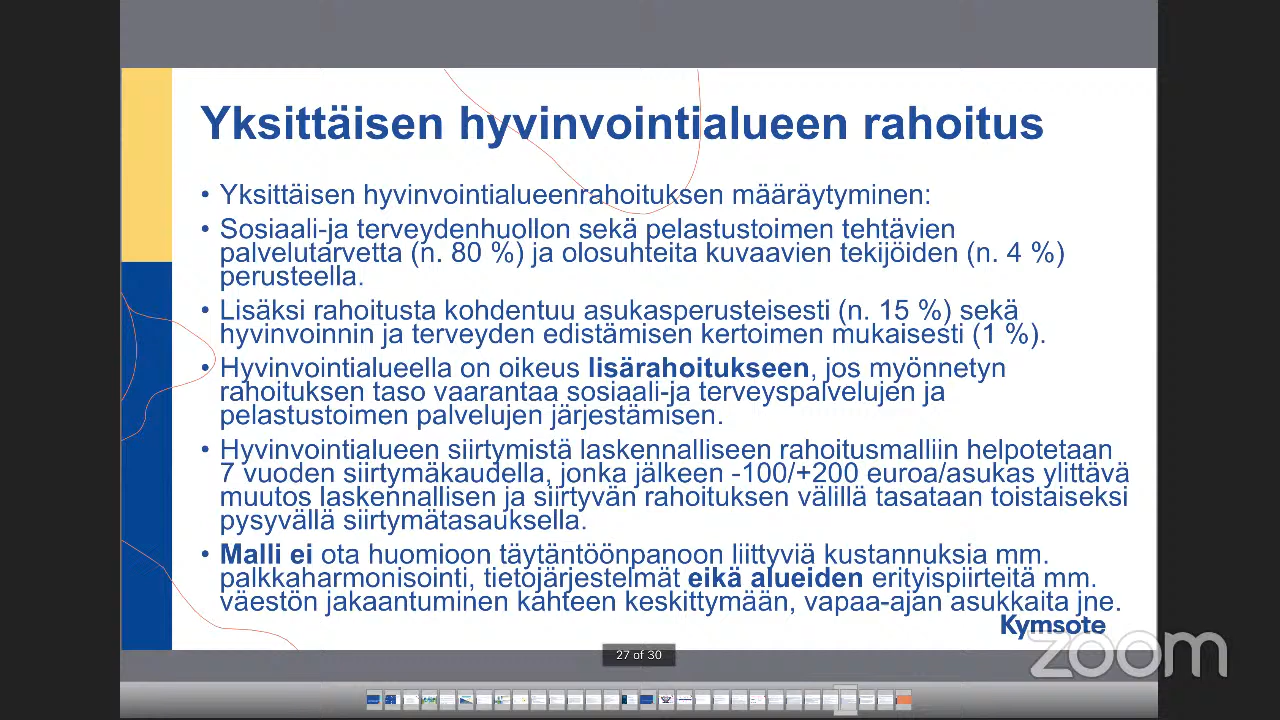 Yksittäisen hyvinvointialueen rahoitus
• Yksittäisen hyvinvointialueenrahoituksen määräytyminen:
• Sosiaali-ja terveydenhuollon sekä pelastustoimen tehtävien
palvelutarvetta (n. 80 %) ja olosuhteita kuvaavien tekijöiden (n. 4 %)
perusteella.
• Lisäksi rahoitusta kohdentuu asukasperusteisesti (n. 15 %) sekä
hyvinvoinnin ja terveyden edistämisen kertoimen mukaisesti (1 %).
• Hyvinvointialueella on oikeus lisärahoitukseen, jos myönnetyn
rahoituksen taso vaarantaa sosiaali-ja terveyspalvelujen ja
pelastustoimen palvelujen järjestämisen.
• Hyvinvointialueen siirtymistä laskennalliseen rahoitusmalliin helpotetaan
7 vuoden siirtymäkaudella, jonka jälkeen -100/+200 euroa/asukas ylittävä
muutos laskennallisen ja siirtyvän rahoituksen välillä tasataan toistaiseksi
pysyvällä siirtymätasauksella.
• Malli ei ota huomioon täytäntöönpanoon liittyviä kustannuksia mm.
palkkaharmonisointi, tietojärjestelmät eikä alueiden erityispiirteitä mm.
väestön jakaantuminen kahteen keskittymään, vapaa-ajan asukkaita jne.
Kymsote
zoom
27 of 30